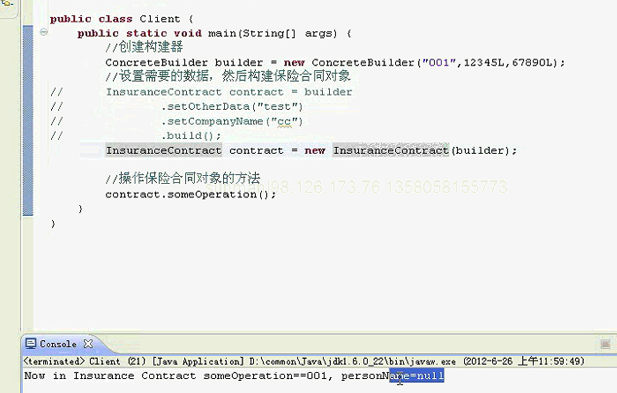 public class Client {
public static void main(String[] args) {
//创建构建器
ConcreteBuilder builder = new ConcreteBuilder("001",12345L,67890L);
//设置需要的数据，然后构建保险合同对象
// InsuranceContract contract = builder
// .setOtherData("test")
// .setCompanyName("cc")
// .build();
InsuranceContract contract = new InsuranceContract(builder);
//操作保险合同对象的方法
98 126.173.76 1358058155773
contract.someOperation();
}
}
Console
<terminated> Client (21) [Java Application] D:\common\Java\jdk1.6.0_22\bin\javaw.exe (2012-6-26 上午11:59:49)
Now in Insurance Contract someOperation==001, personName=null